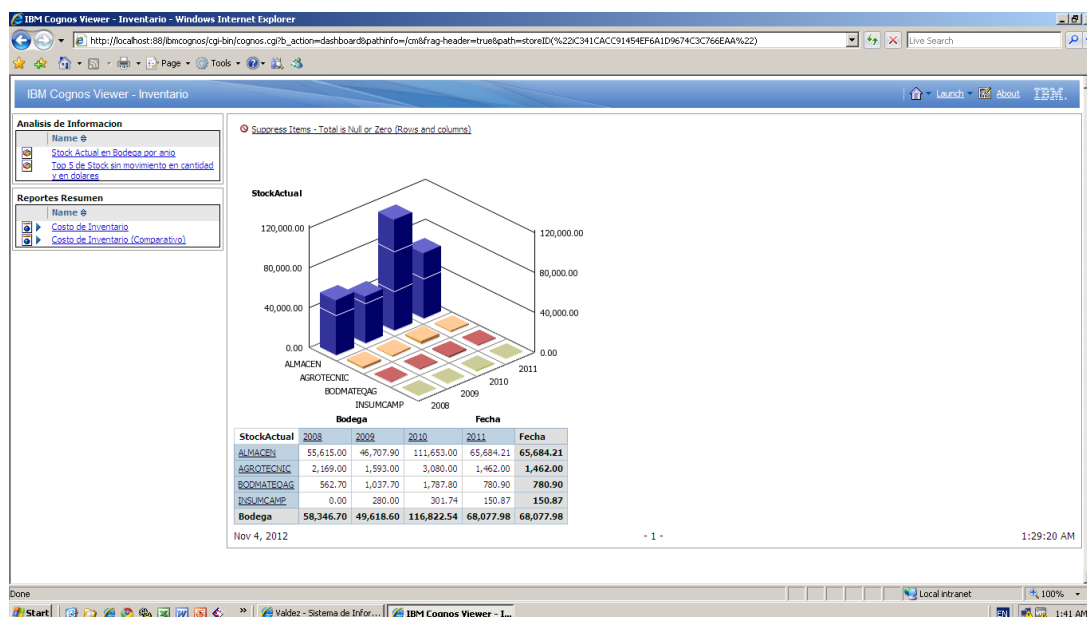 IBM Cognos Viewer - Inventario - Windows Internet Explorer
http://localhost:88/ibmcognos/cgi-bin/cognos.cgi?b_action=dashboard&pathinfo=/cm&frag-header=true&path=storeID(%22iC341CACC91454EF6A1D9674C3C766EAA%22)
Live Search
Page
Tools
IBM Cognos Viewer - Inventario
Launch
About
IBM.
Analisis de Informacion
Name
Stock Actual en Bodega por anio
Top 5 de Stock sin movimiento en cantidad
y en dolares
Reportes Resumen
Name
Costo de Inventario
Costo de Inventario (Comparativo)
Suppress Items - Total is Null or Zero (Rows and columns)
StockActual
120,000.00
80,000.00
40,000.00
0.00
120,000.00
80,000.00
40,000.00
0.00
ALMACEN
AGROTECNIC
BODMATEQAG
INSUMCAMP
2011
2010
2009
2008
Bodega Fecha
StockActual 2008 2009 2010 2011 Fecha
ALMACEN 55,615.00 46,707.90 111,653.00 65,684.21 65,684.21
AGROTECNIC 2,169.00 1,593.00 3,080.00 1,462.00 1,462.00
BODMATEQAG 562.70 1,037.70 1,787.80 780.90 780.90
INSUMCAMP 0.00 280.00 301.74 150.87 150.87
Bodega 58,346.70 49,618.60 116,822.54 68,077.98 68,077.98
Nov 4, 2012 - 1 - 1:29:20 AM
Done
Local intranet
100%
Start
Valdez - Sistema de Infor...
IBM Cognos Viewer - I...
EN
1:41 AM